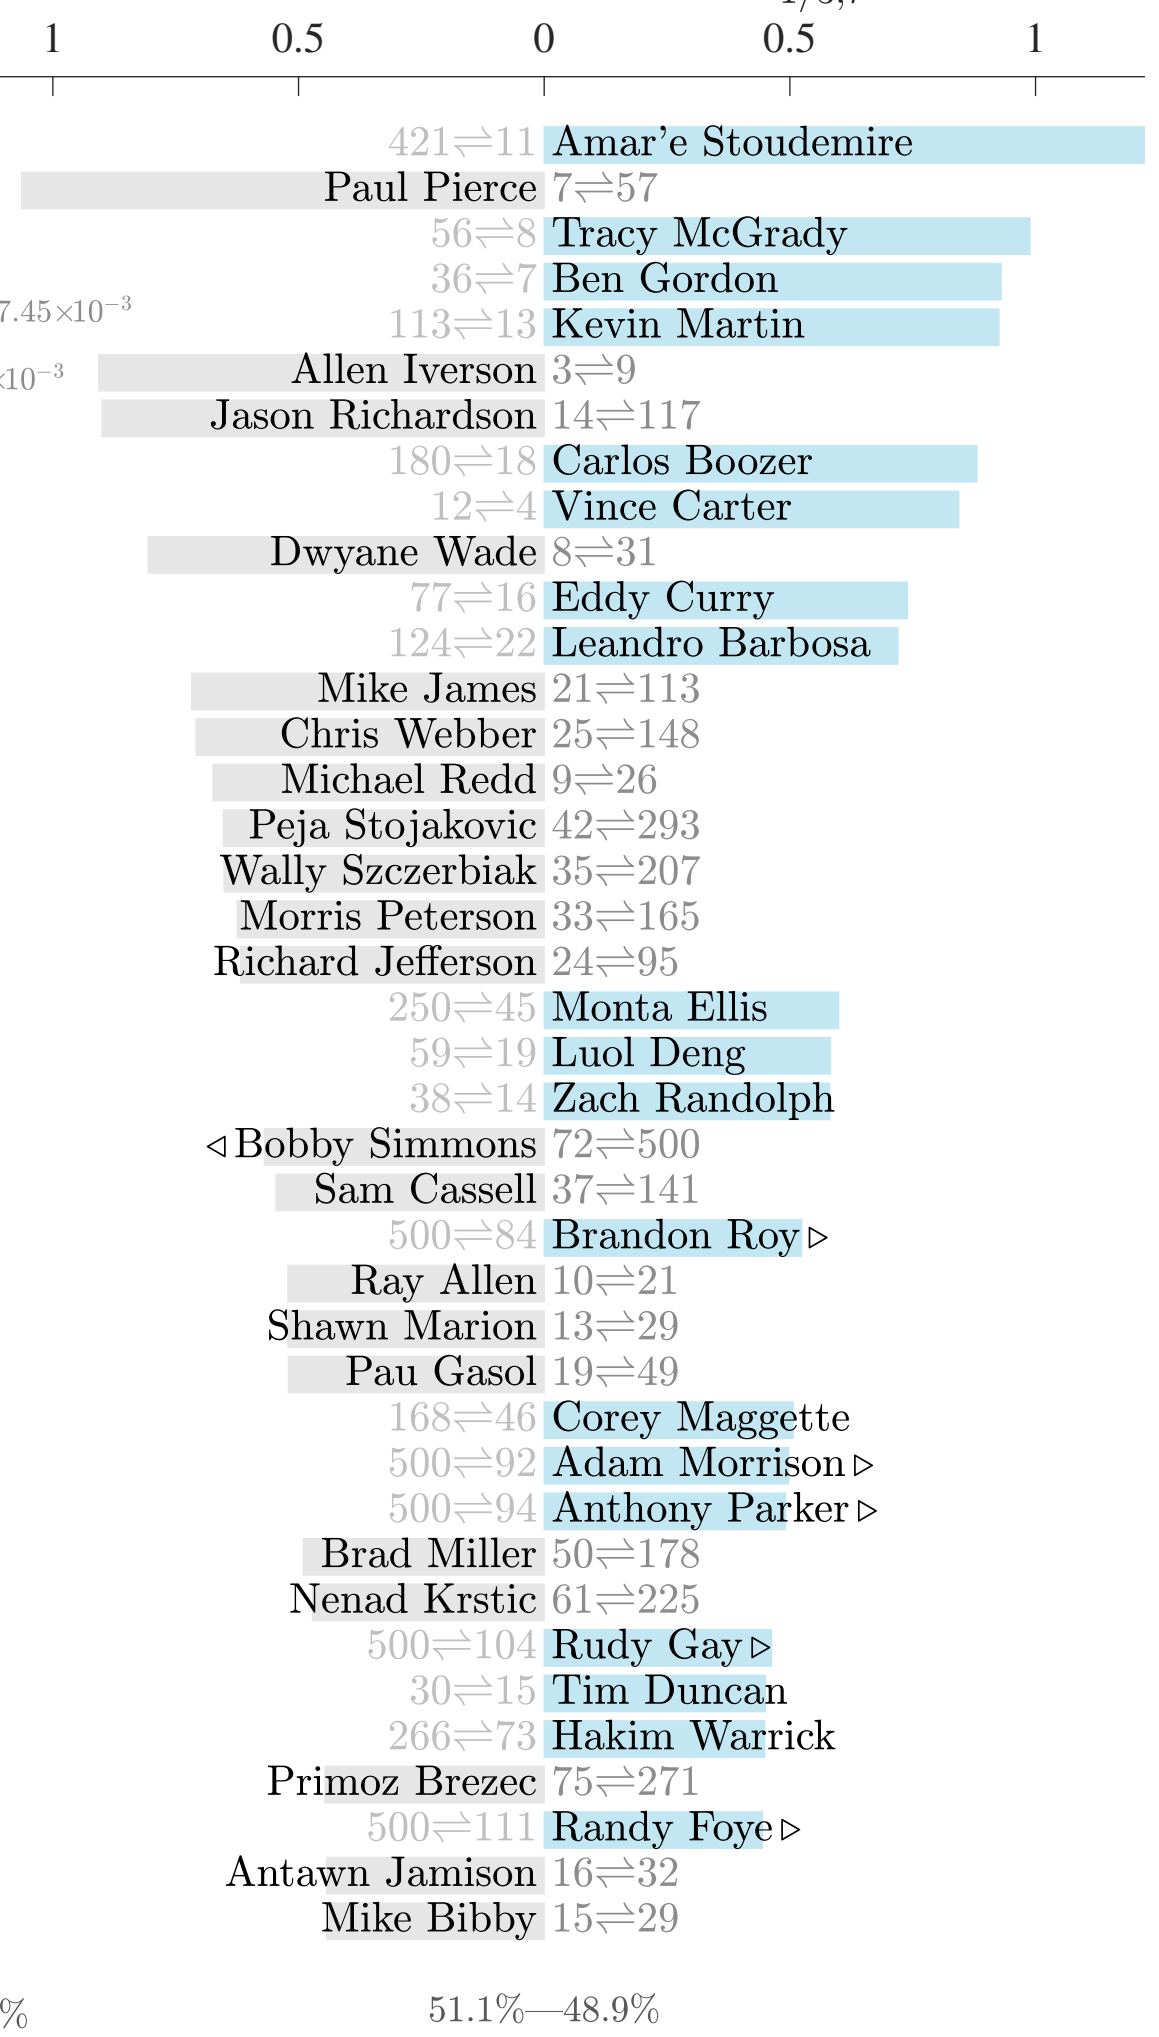 1 0.5 0 0.5 1
421⇌11 Amar'e Stoudemire
Paul Pierce 7⇌57
56⇌8 Tracy McGrady
36⇌7 Ben Gordon
7.45×10⁻³
113⇌13 Kevin Martin
Allen Iverson 3⇌9
×10⁻³
Jason Richardson 14⇌117
180⇌18 Carlos Boozer
12⇌4 Vince Carter
Dwyane Wade 8⇌31
77⇌16 Eddy Curry
124⇌22 Leandro Barbosa
Mike James 21⇌113
Chris Webber 25⇌148
Michael Redd 9⇌26
Peja Stojakovic 42⇌293
Wally Szczerbiak 35⇌207
Morris Peterson 33⇌165
Richard Jefferson 24⇌95
250⇌45 Monta Ellis
59⇌19 Luol Deng
38⇌14 Zach Randolph
◁ Bobby Simmons 72⇌500
Sam Cassell 37⇌141
500⇌84 Brandon Roy ▷
Ray Allen 10⇌21
Shawn Marion 13⇌29
Pau Gasol 19⇌49
168⇌46 Corey Maggette
500⇌92 Adam Morrison ▷
500⇌94 Anthony Parker ▷
Brad Miller 50⇌178
Nenad Krstic 61⇌225
500⇌104 Rudy Gay ▷
30⇌15 Tim Duncan
266⇌73 Hakim Warrick
Primoz Brezec 75⇌271
500⇌111 Randy Foye ▷
Antawn Jamison 16⇌32
Mike Bibby 15⇌29
% 51.1%—48.9%